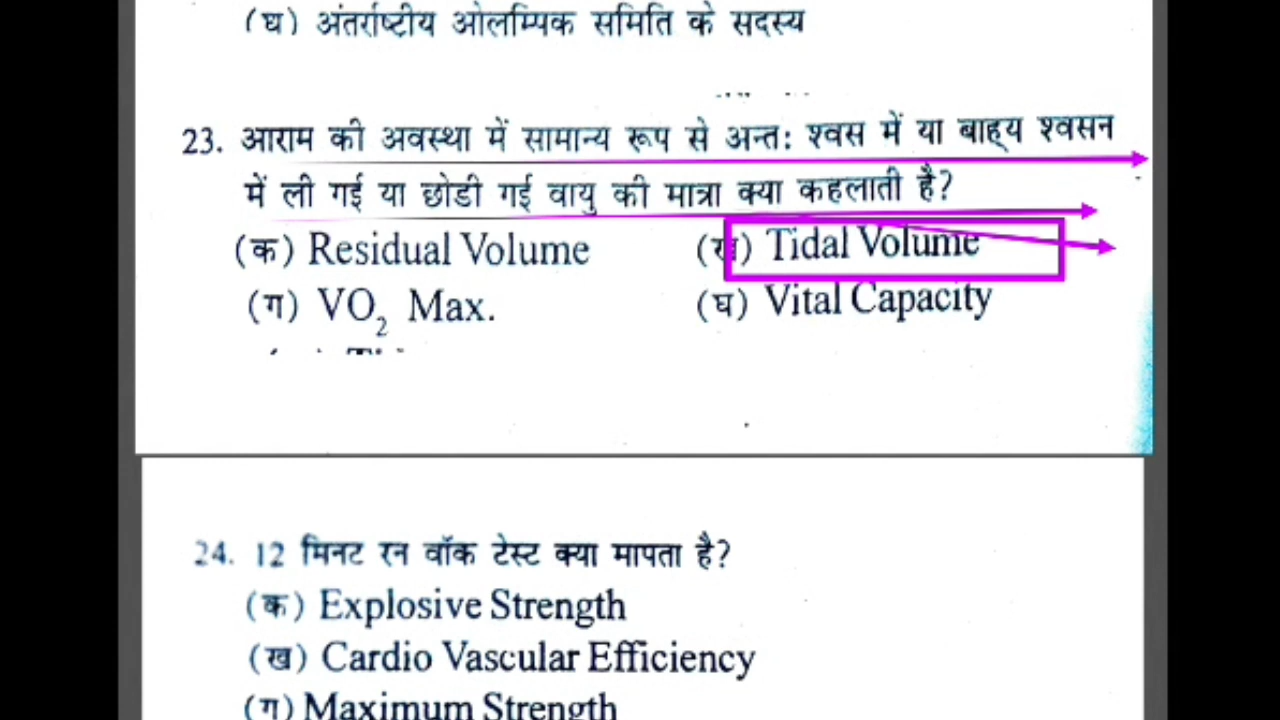 (घ) अंतर्राष्टीय ओलम्पिक समिति के सदस्य
23. आराम की अवस्था में सामान्य रूप से अन्तः श्वस में या बाह्य श्वसन
में ली गई या छोडी गई वायु की मात्रा क्या कहलाती है?
(क) Residual Volume (ख) Tidal Volume
(ग) VO₂ Max. (घ) Vital Capacity
24. 12 मिनट रन वॉक टेस्ट क्या मापता है?
(क) Explosive Strength
(ख) Cardio Vascular Efficiency
(ग) Maximum Strength